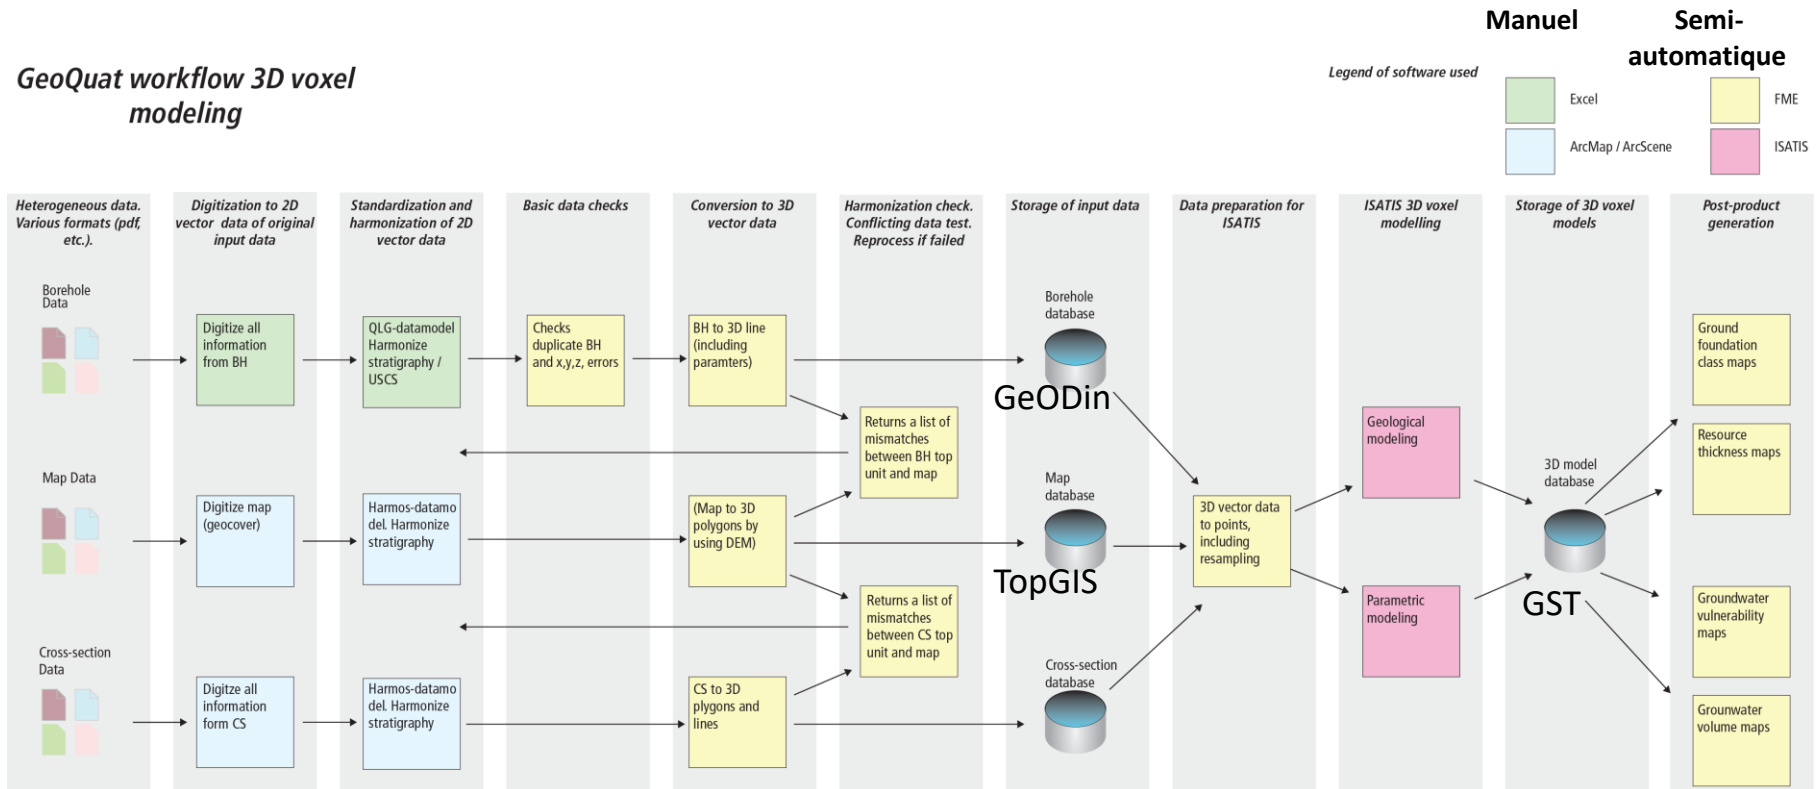 Manuel
Semi-
automatique
GeoQuat workflow 3D voxel
modeling
Legend of software used
Excel
FME
ArcMap / ArcScene
ISATIS
Heterogeneous data.
Various formats (pdf,
etc.).
Digitization to 2D
vector data of original
input data
Standardization and
harmonization of 2D
vector data
Basic data checks
Conversion to 3D
vector data
Harmonization check.
Conflicting data test.
Reprocess if failed
Storage of input data
Data preparation for
ISATIS
ISATIS 3D voxel
modelling
Storage of 3D voxel
models
Post-product
generation
Borehole
Data
Digitize all
information
from BH
QLG-datamodel
Harmonize
stratigraphy /
USCS
Checks
duplicate BH
and x,y,z, errors
BH to 3D line
(including
paramters)
Returns a list of
mismatches
between BH top
unit and map
Borehole
database
GeODin
Map Data
Digitize map
(geocover)
Harmos-datamo
del. Harmonize
stratigraphy
(Map to 3D
polygons by
using DEM)
Returns a list of
mismatches
between CS top
unit and map
Map
database
TopGIS
Cross-section
Data
Digitze all
information
form CS
Harmos-datamo
del. Harmonize
stratigraphy
CS to 3D
plygons and
lines
Cross-section
database
3D vector data
to points,
including
resampling
Geological
modeling
Parametric
modeling
3D model
database
GST
Ground
foundation
class maps
Resource
thickness maps
Groundwater
vulnerability
maps
Grounwater
volume maps